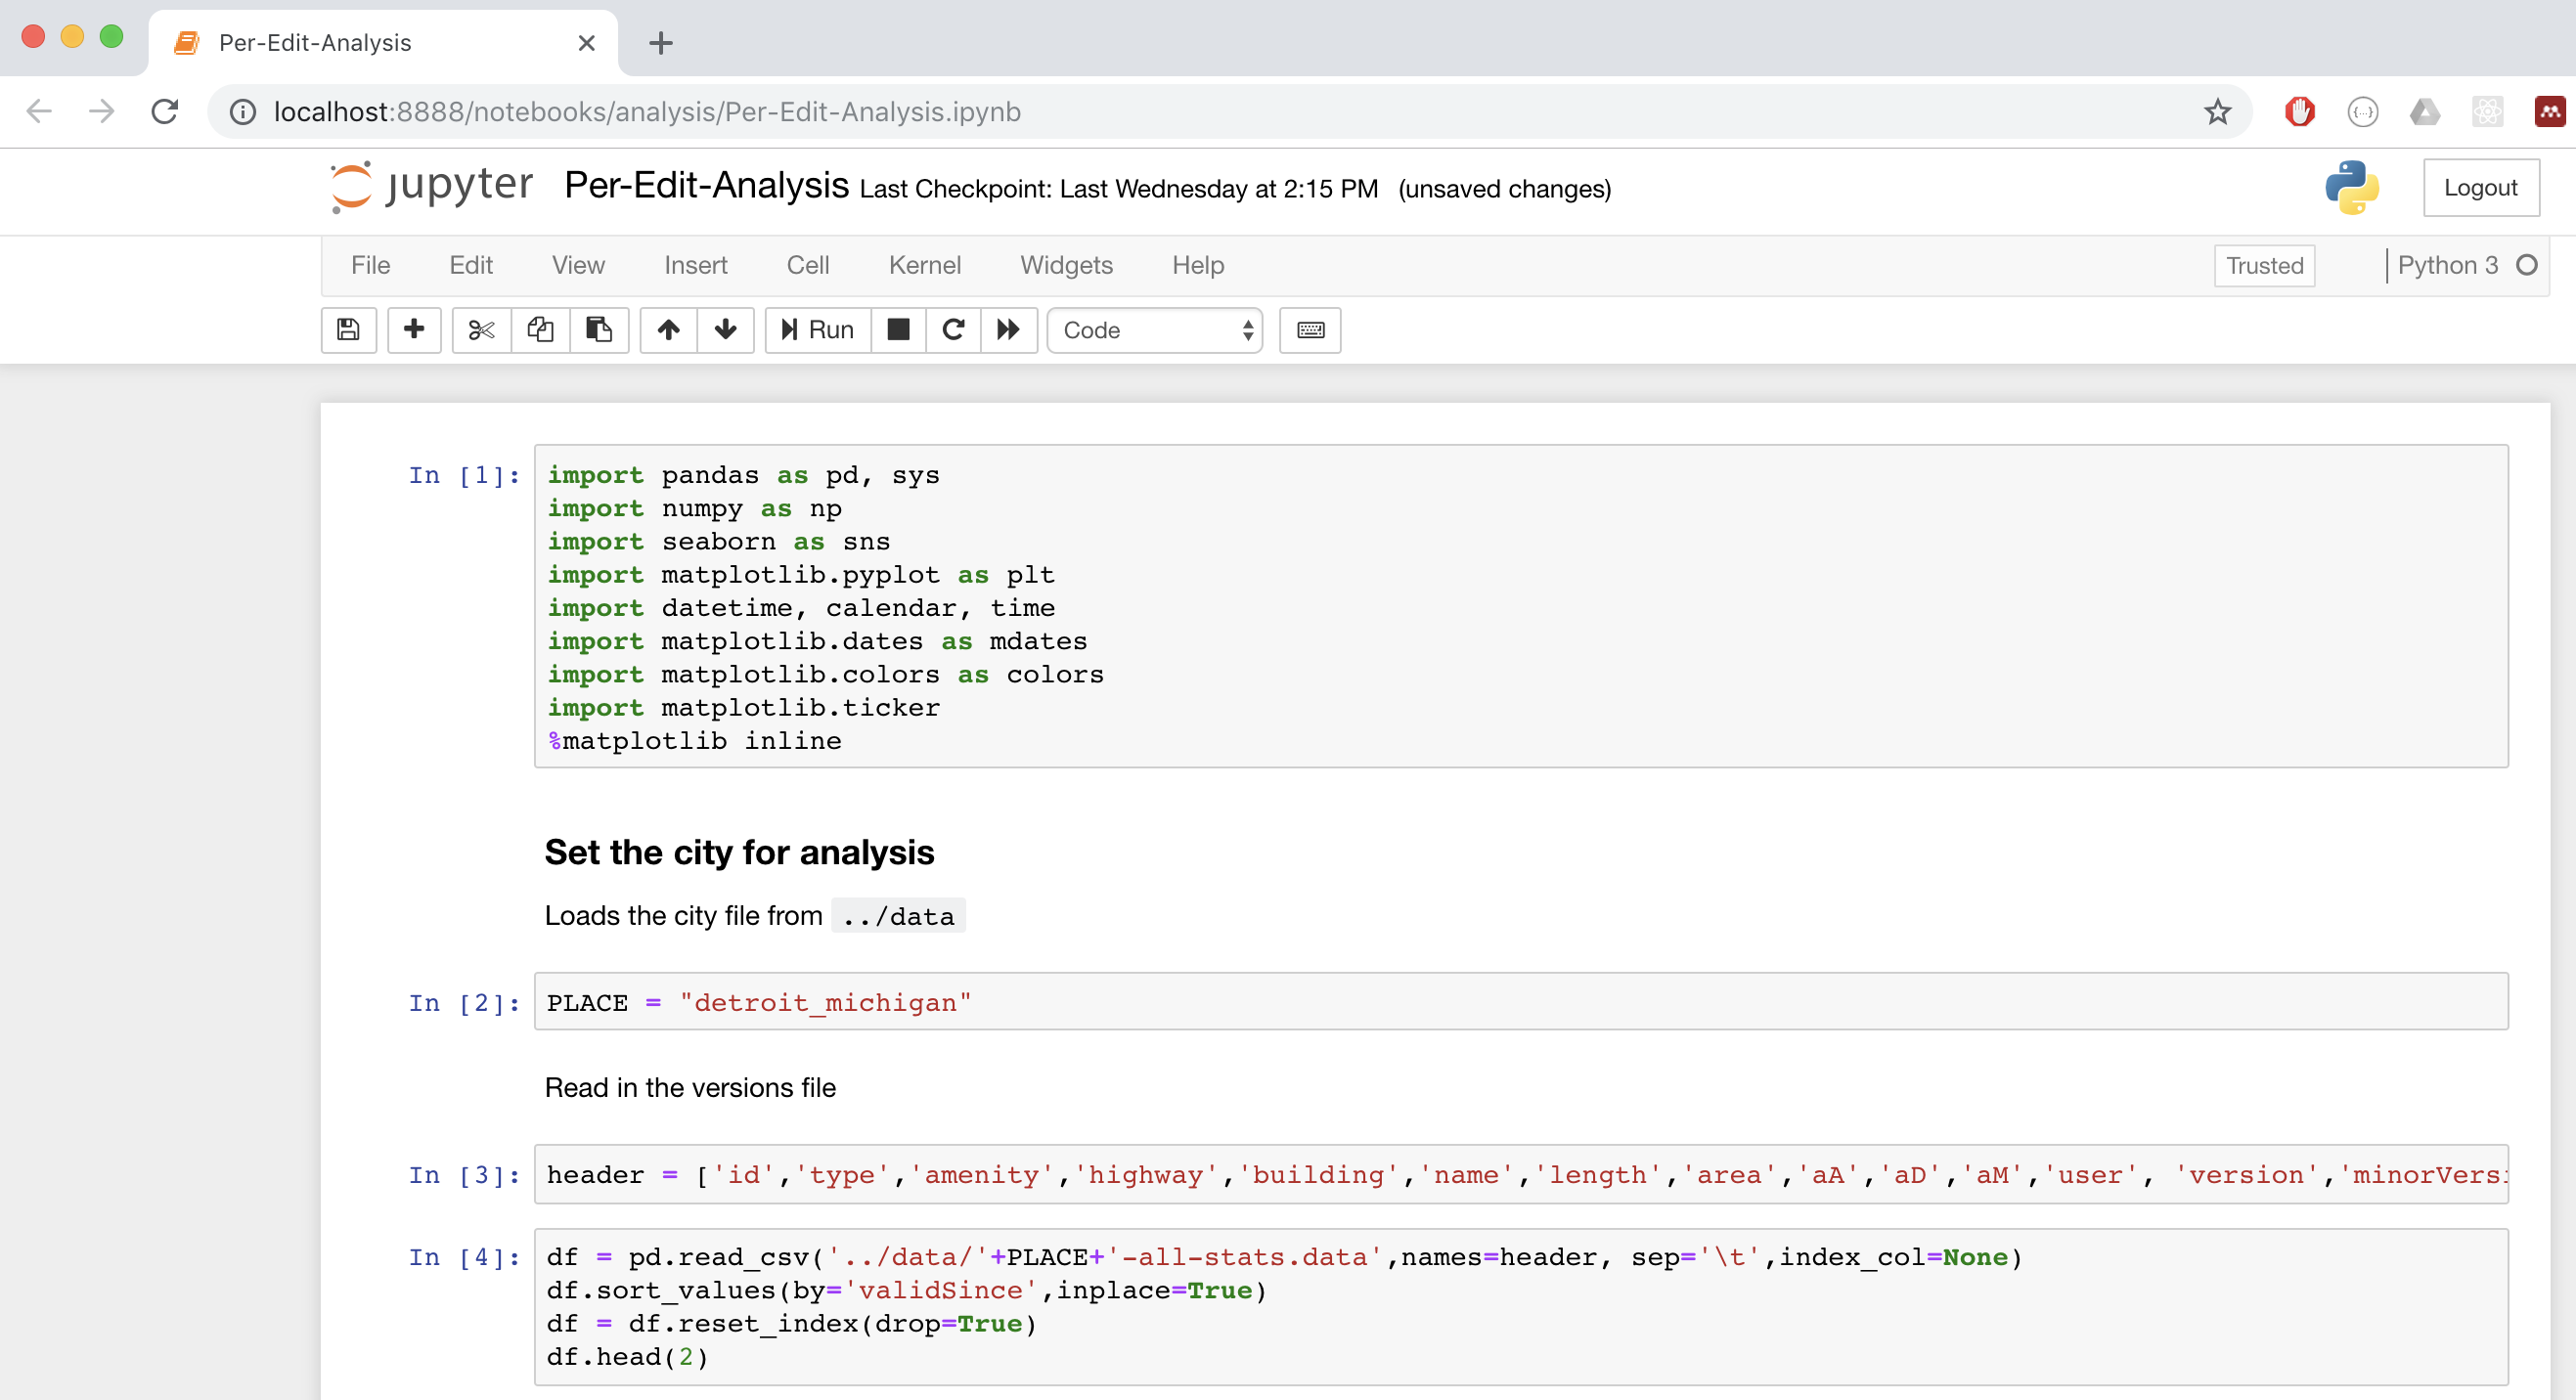 Per-Edit-Analysis
localhost:8888/notebooks/analysis/Per-Edit-Analysis.ipynb
jupyter Per-Edit-Analysis Last Checkpoint: Last Wednesday at 2:15 PM (unsaved changes) Logout
File Edit View Insert Cell Kernel Widgets Help Trusted Python 3
Run Code
In [1]: import pandas as pd, sys
import numpy as np
import seaborn as sns
import matplotlib.pyplot as plt
import datetime, calendar, time
import matplotlib.dates as mdates
import matplotlib.colors as colors
import matplotlib.ticker
%matplotlib inline
Set the city for analysis
Loads the city file from ../data
In [2]: PLACE = "detroit_michigan"
Read in the versions file
In [3]: header = ['id','type','amenity','highway','building','name','length','area','aA','aD','aM','user', 'version','minorVersi
In [4]: df = pd.read_csv('../data/'+PLACE+'-all-stats.data',names=header, sep='\t',index_col=None)
df.sort_values(by='validSince',inplace=True)
df = df.reset_index(drop=True)
df.head(2)